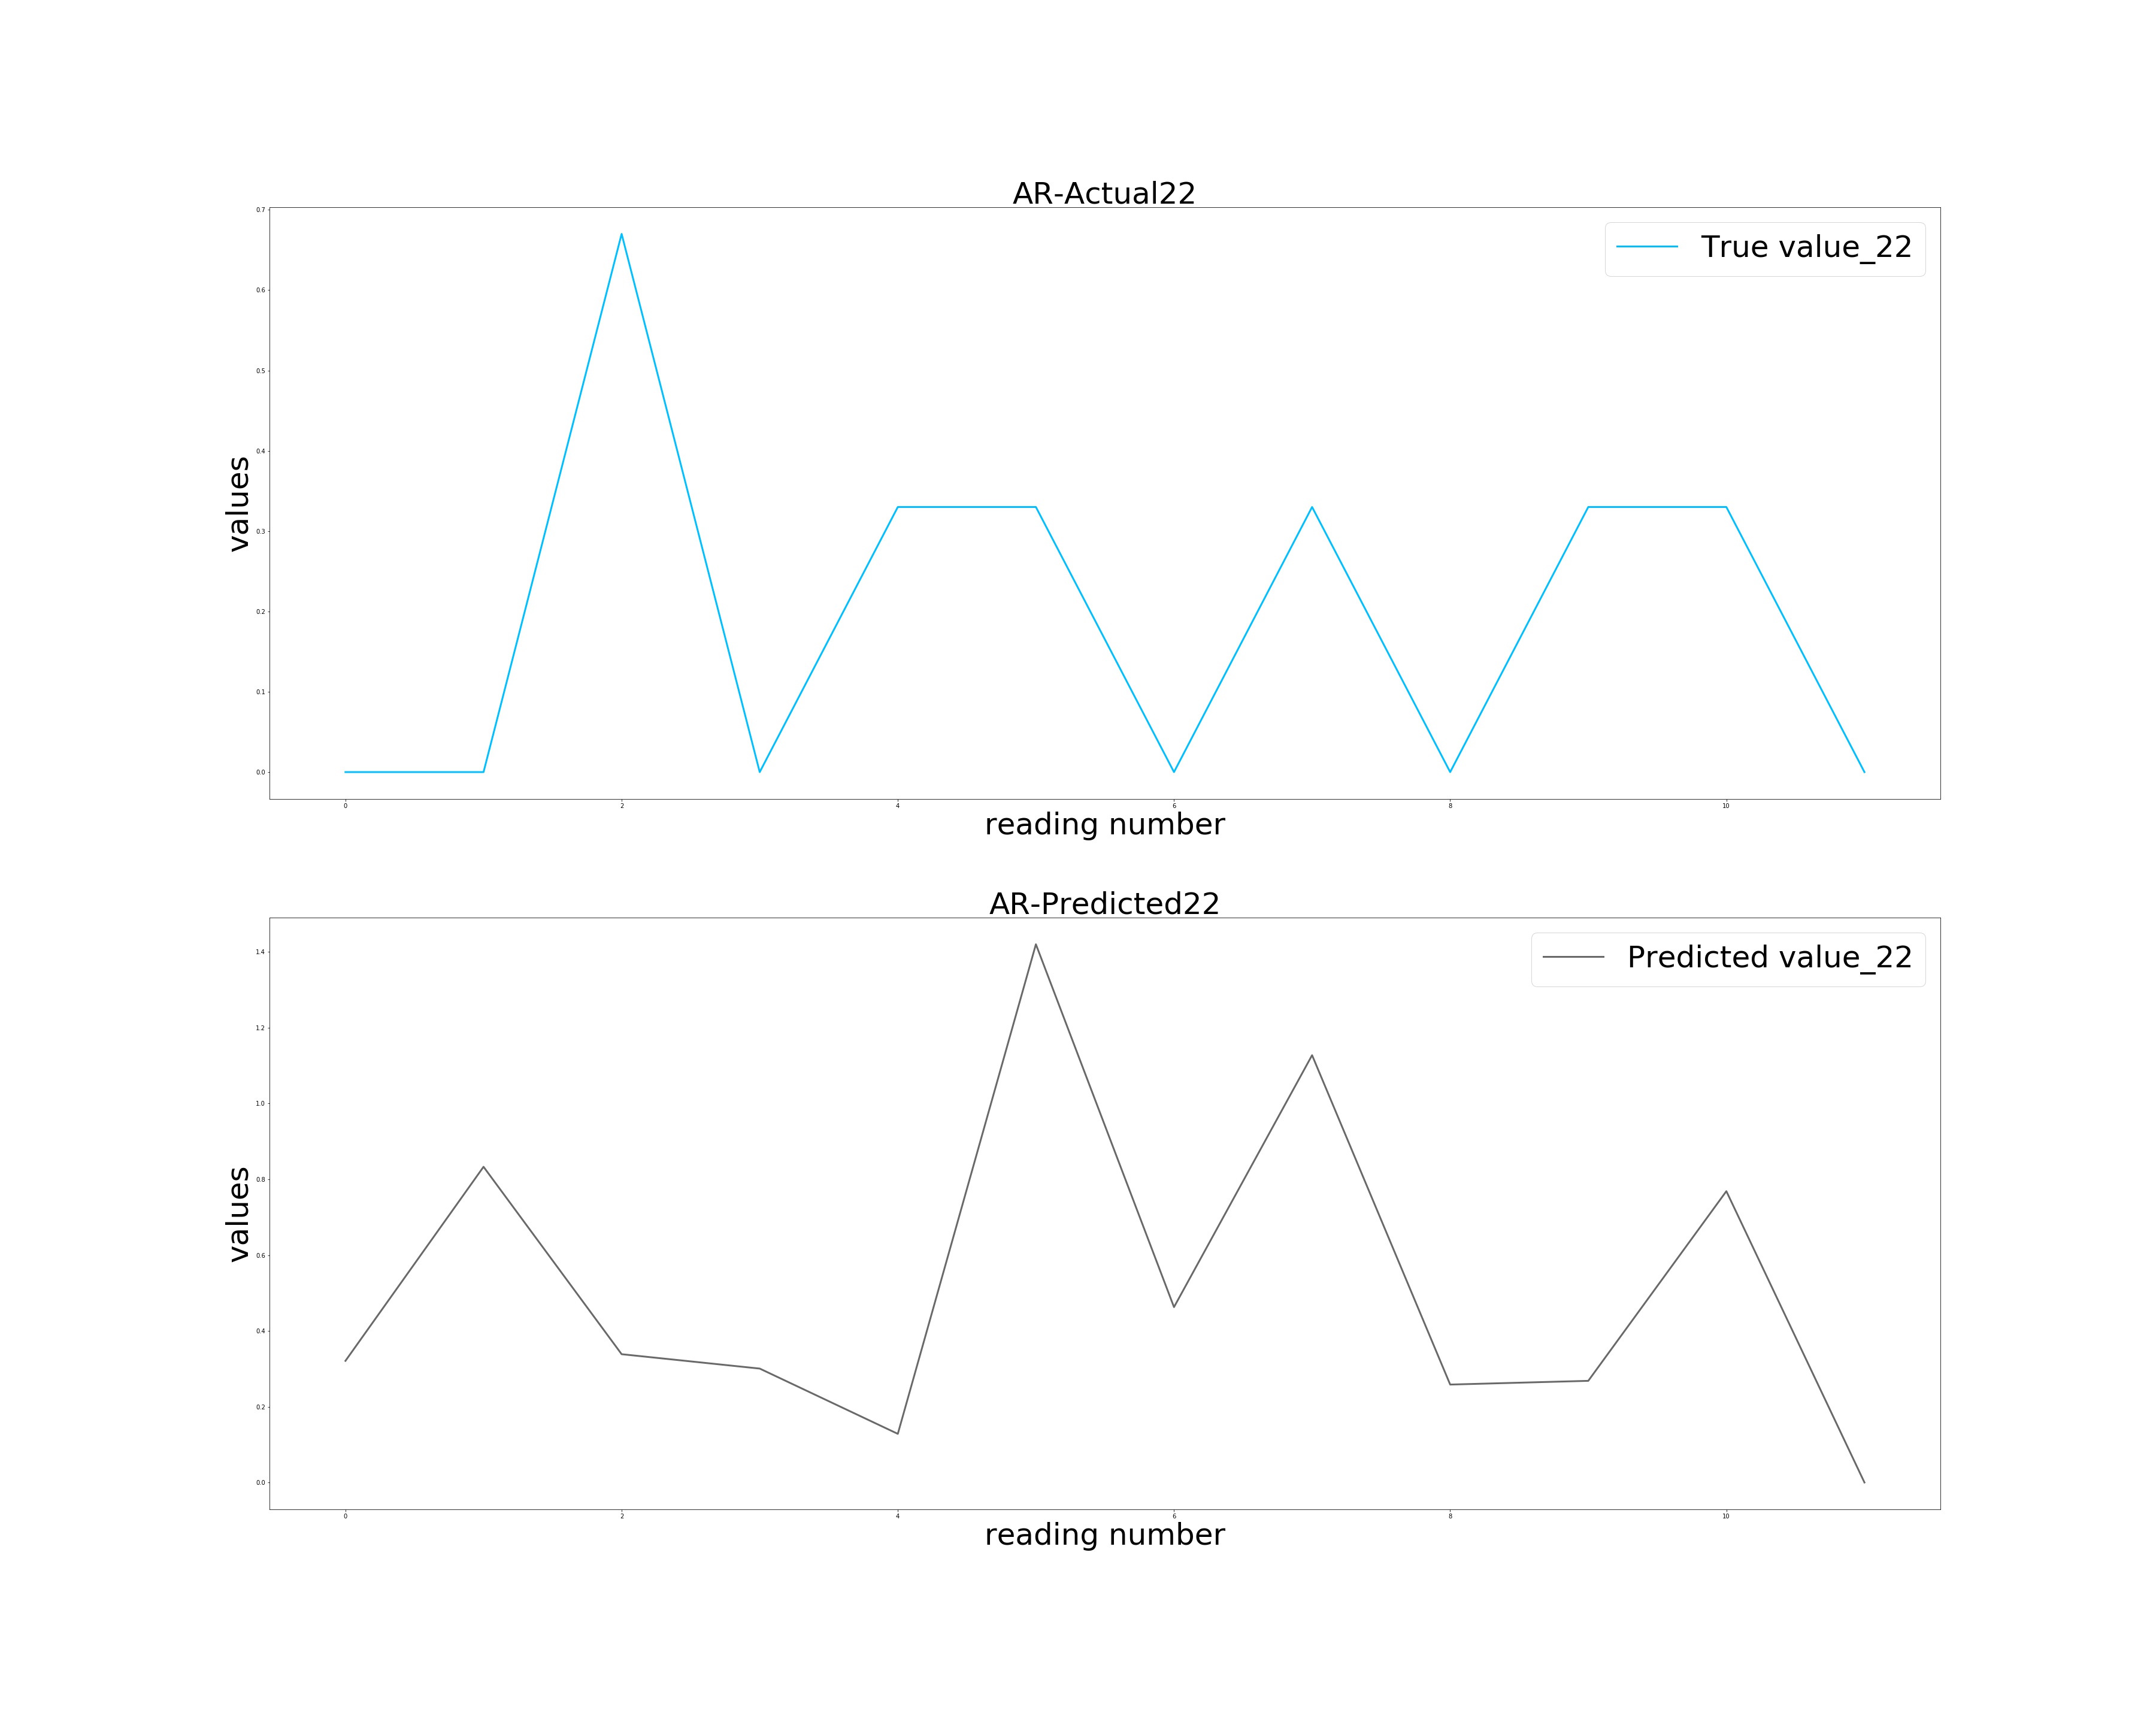 AR-Actual22
True value_22
values
0.7
0.6
0.5
0.4
0.3
0.2
0.1
0.0
0 2 4 6 8 10
reading number
AR-Predicted22
Predicted value_22
values
1.4
1.2
1.0
0.8
0.6
0.4
0.2
0.0
0 2 4 6 8 10
reading number